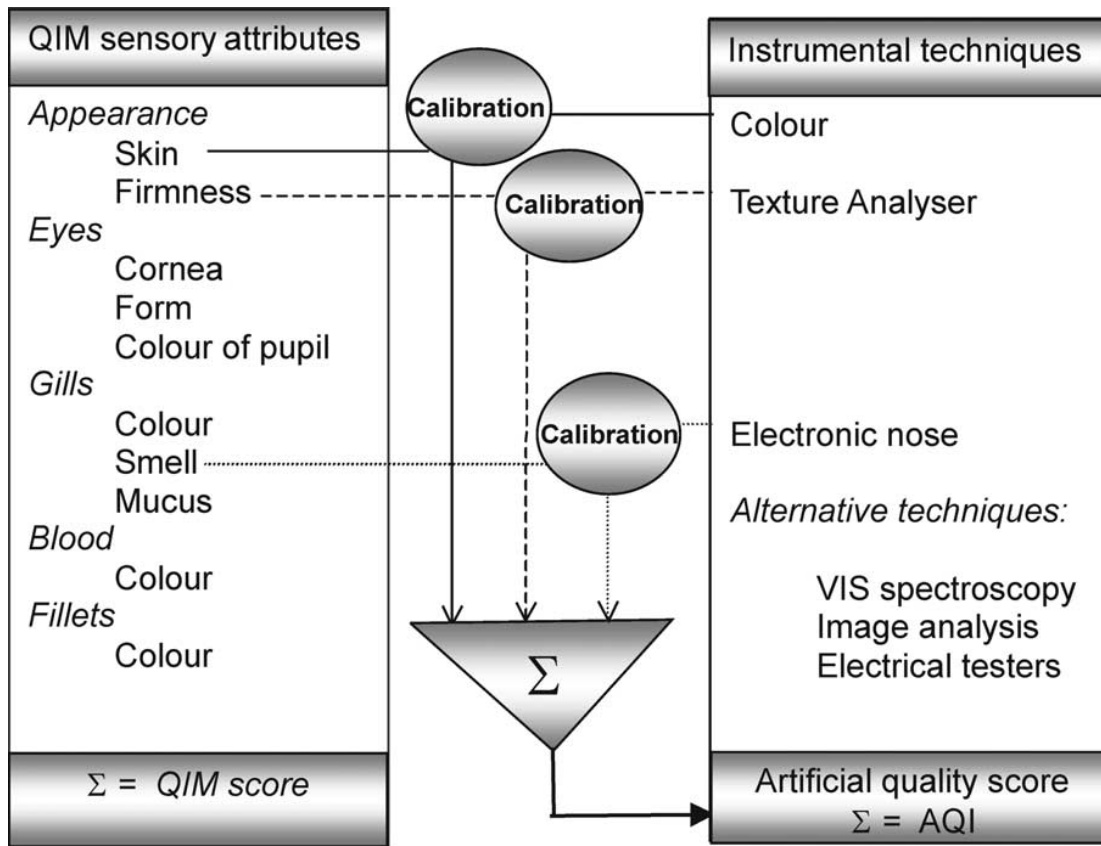 QIM sensory attributes
Appearance
Skin
Firmness
Eyes
Cornea
Form
Colour of pupil
Gills
Colour
Smell
Mucus
Blood
Colour
Fillets
Colour
Σ = QIM score
Calibration
Calibration
Calibration
Σ
Instrumental techniques
Colour
Texture Analyser
Electronic nose
Alternative techniques:
VIS spectroscopy
Image analysis
Electrical testers
Artificial quality score
Σ = AQI